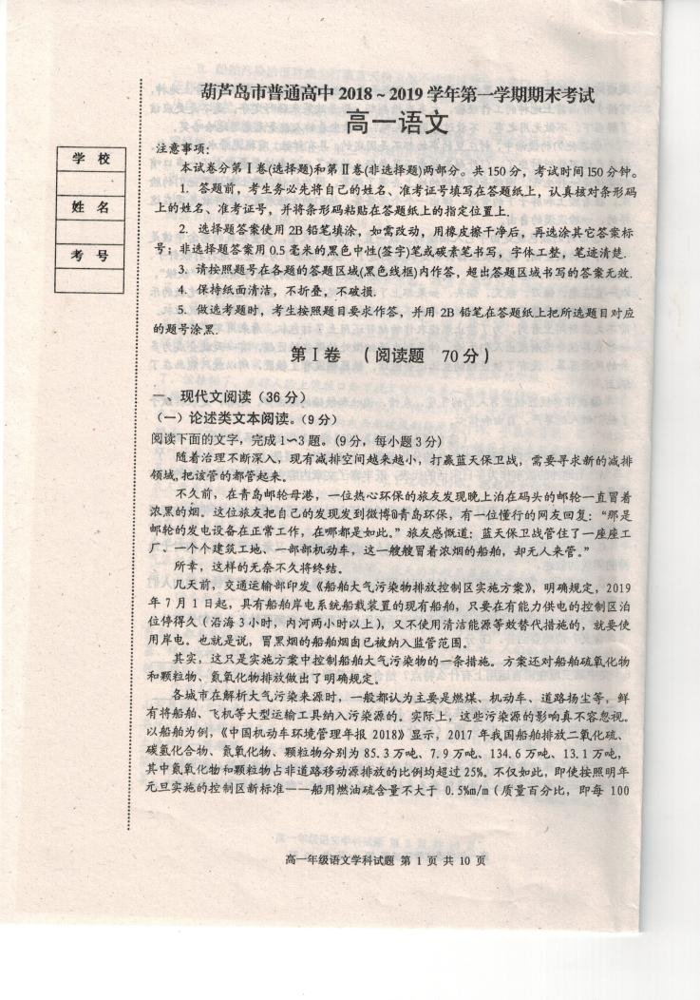 葫芦岛市普通高中 2018～2019 学年第一学期期末考试
高一语文
学 校
姓 名
考 号
注意事项：
本试卷分第Ⅰ卷(选择题)和第Ⅱ卷(非选择题)两部分。共 150 分，考试时间 150 分钟。
1. 答题前，考生务必先将自己的姓名、准考证号填写在答题纸上，认真核对条形码
上的姓名、准考证号，并将条形码粘贴在答题纸上的指定位置上.
2. 选择题答案使用 2B 铅笔填涂，如需改动，用橡皮擦干净后，再选涂其它答案标
号；非选择题答案用 0.5 毫米的黑色中性(签字)笔或碳素笔书写，字体工整，笔迹清楚.
3. 请按照题号在各题的答题区域(黑色线框)内作答，超出答题区域书写的答案无效.
4. 保持纸面清洁，不折叠，不破损.
5. 做选考题时，考生按照题目要求作答，并用 2B 铅笔在答题纸上把所选题目对应
的题号涂黑.
第Ⅰ卷 （阅读题 70 分）
一、现代文阅读（36 分）
（一）论述类文本阅读。（9 分）
阅读下面的文字，完成 1～3 题。（9 分，每小题 3 分）
随着治理不断深入，现有减排空间越来越小，打赢蓝天保卫战，需要寻求新的减排
领域，把该管的都管起来。
不久前，在青岛邮轮母港，一位热心环保的旅友发现晚上泊在码头的邮轮一直冒着
浓黑的烟。这位旅友把自己的发现发到微博@青岛环保，有一位懂行的网友回复：“那是
邮轮的发电设备在正常工作，在哪都是如此。”旅友感慨道：蓝天保卫战管住了一座座工
厂、一个个建筑工地、一部部机动车，这一艘艘冒着浓烟的船舶，却无人来管。”
所幸，这样的无奈不久将终结。
几天前，交通运输部印发《船舶大气污染物排放控制区实施方案》，明确规定，2019
年 7 月 1 日起，具有船舶岸电系统船载装置的现有船舶，只要在有能力供电的控制区泊
位停得久（沿海 3 小时，内河两小时以上），又不使用清洁能源等效替代措施的，就要使
用岸电。也就是说，冒黑烟的船舶烟囱已被纳入监管范围。
其实，这只是实施方案中控制船舶大气污染物的一条措施。方案还对船舶硫氧化物
和颗粒物、氮氧化物排放做出了明确规定。
各城市在解析大气污染来源时，一般都认为主要是燃煤、机动车、道路扬尘等，鲜
有将船舶、飞机等大型运输工具纳入污染源的。实际上，这些污染源的影响真不容忽视。
以船舶为例，《中国机动车环境管理年报 2018》显示，2017 年我国船舶排放二氧化硫、
碳氢化合物、氮氧化物、颗粒物分别为 85.3 万吨、7.9 万吨、134.6 万吨、13.1 万吨，
其中氮氧化物和颗粒物占非道路移动源排放的比例均超过 25%。不仅如此，即使按照明年
元旦实施的控制区新标准——船用燃油硫含量不大于 0.5%m/m（质量百分比，即每 100
高一年级语文学科试题 第 1 页 共 10 页